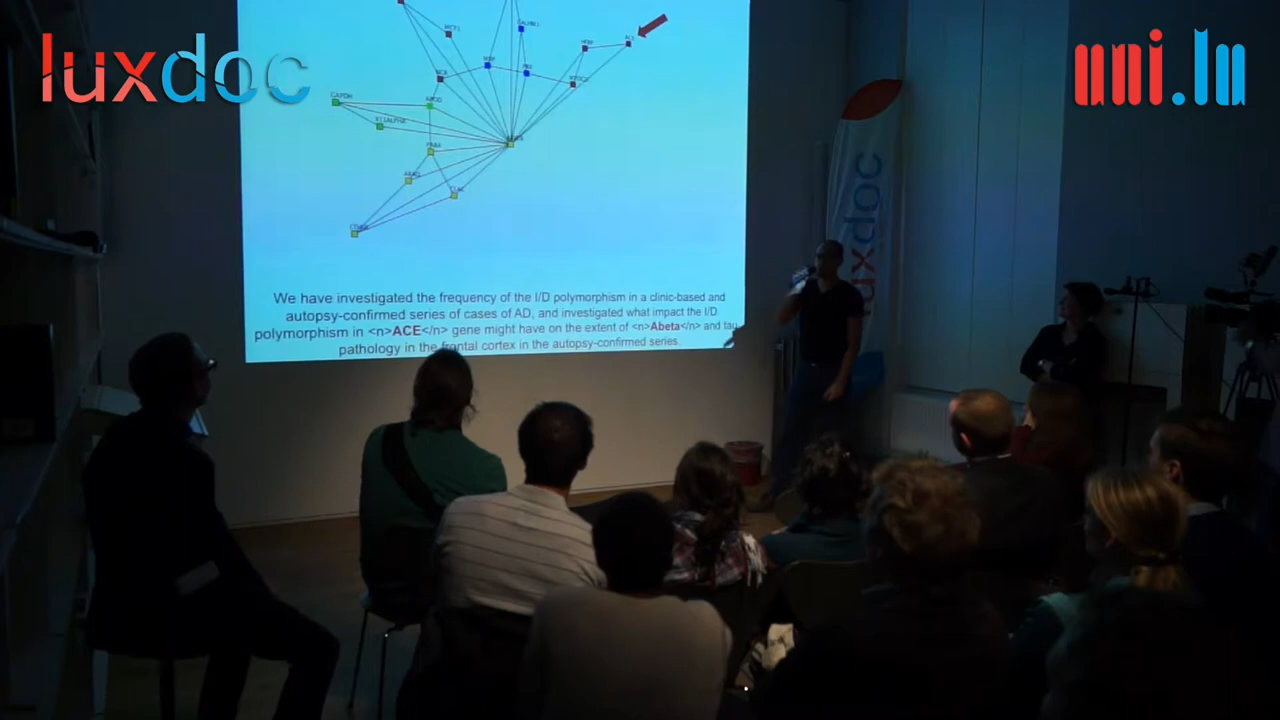 luxdoc
uni.lu
ACE
GAPDH
luxdoc
We have investigated the frequency of the I/D polymorphism in a clinic-based and
autopsy-confirmed series of cases of AD, and investigated what impact the I/D
polymorphism in <n>ACE</n> gene might have on the extent of <n>Abeta</n> and tau
pathology in the frontal cortex in the autopsy-confirmed series.